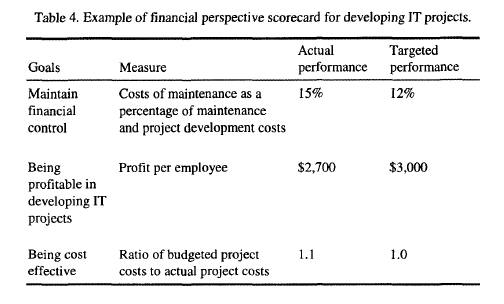 Table 4. Example of financial perspective scorecard for developing IT projects.
Actual Targeted
Goals Measure performance performance
Maintain Costs of maintenance as a 15% 12%
financial percentage of maintenance
control and project development costs
Being Profit per employee $2,700 $3,000
profitable in
developing IT
projects
Being cost Ratio of budgeted project 1.1 1.0
effective costs to actual project costs